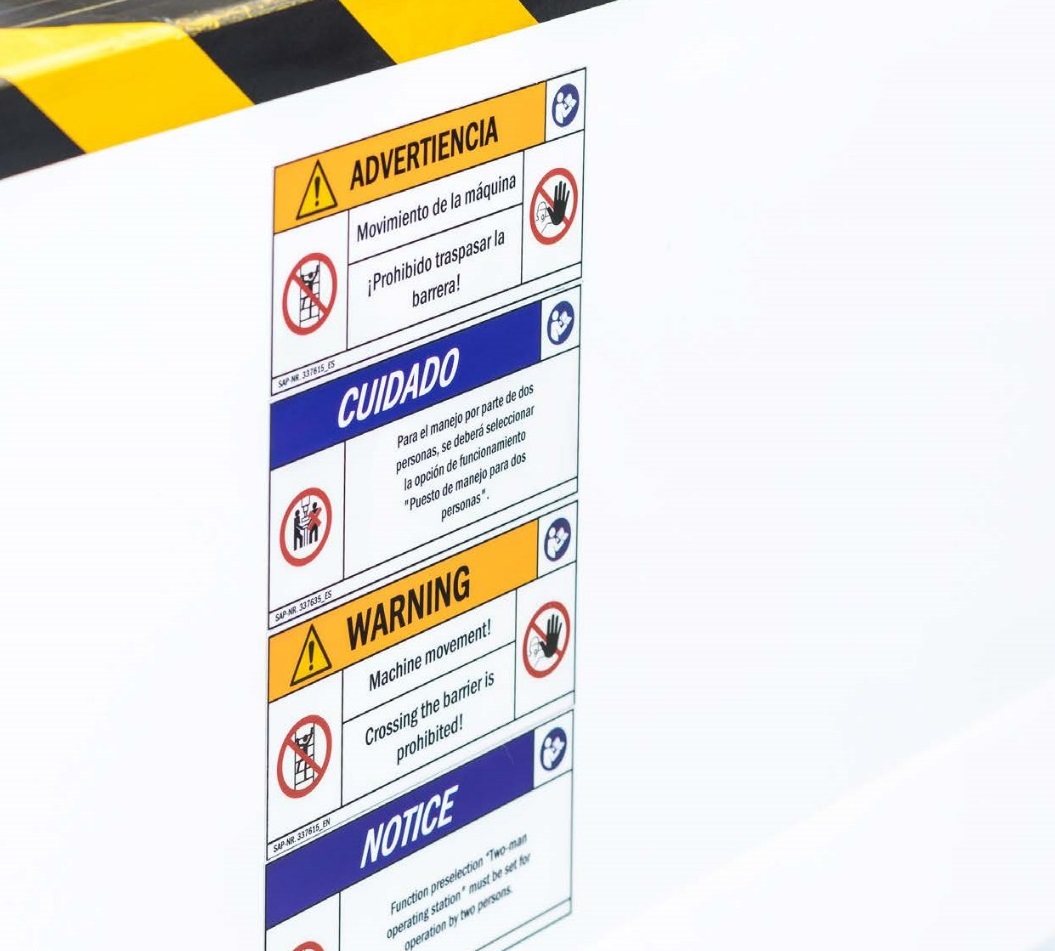 ADVERTIENCIA
Movimiento de la máquina
¡Prohibido traspasar la
barrera!
SAP-NR. 337615_ES
CUIDADO
Para el manejo por parte de dos
personas, se deberá seleccionar
la opción de funcionamiento
"Puesto de manejo para dos
personas".
SAP-NR. 337635_ES
WARNING
Machine movement!
Crossing the barrier is
prohibited!
SAP-NR. 337615_EN
NOTICE
Function preselection "Two-man
operating station" must be set for
operation by two persons.